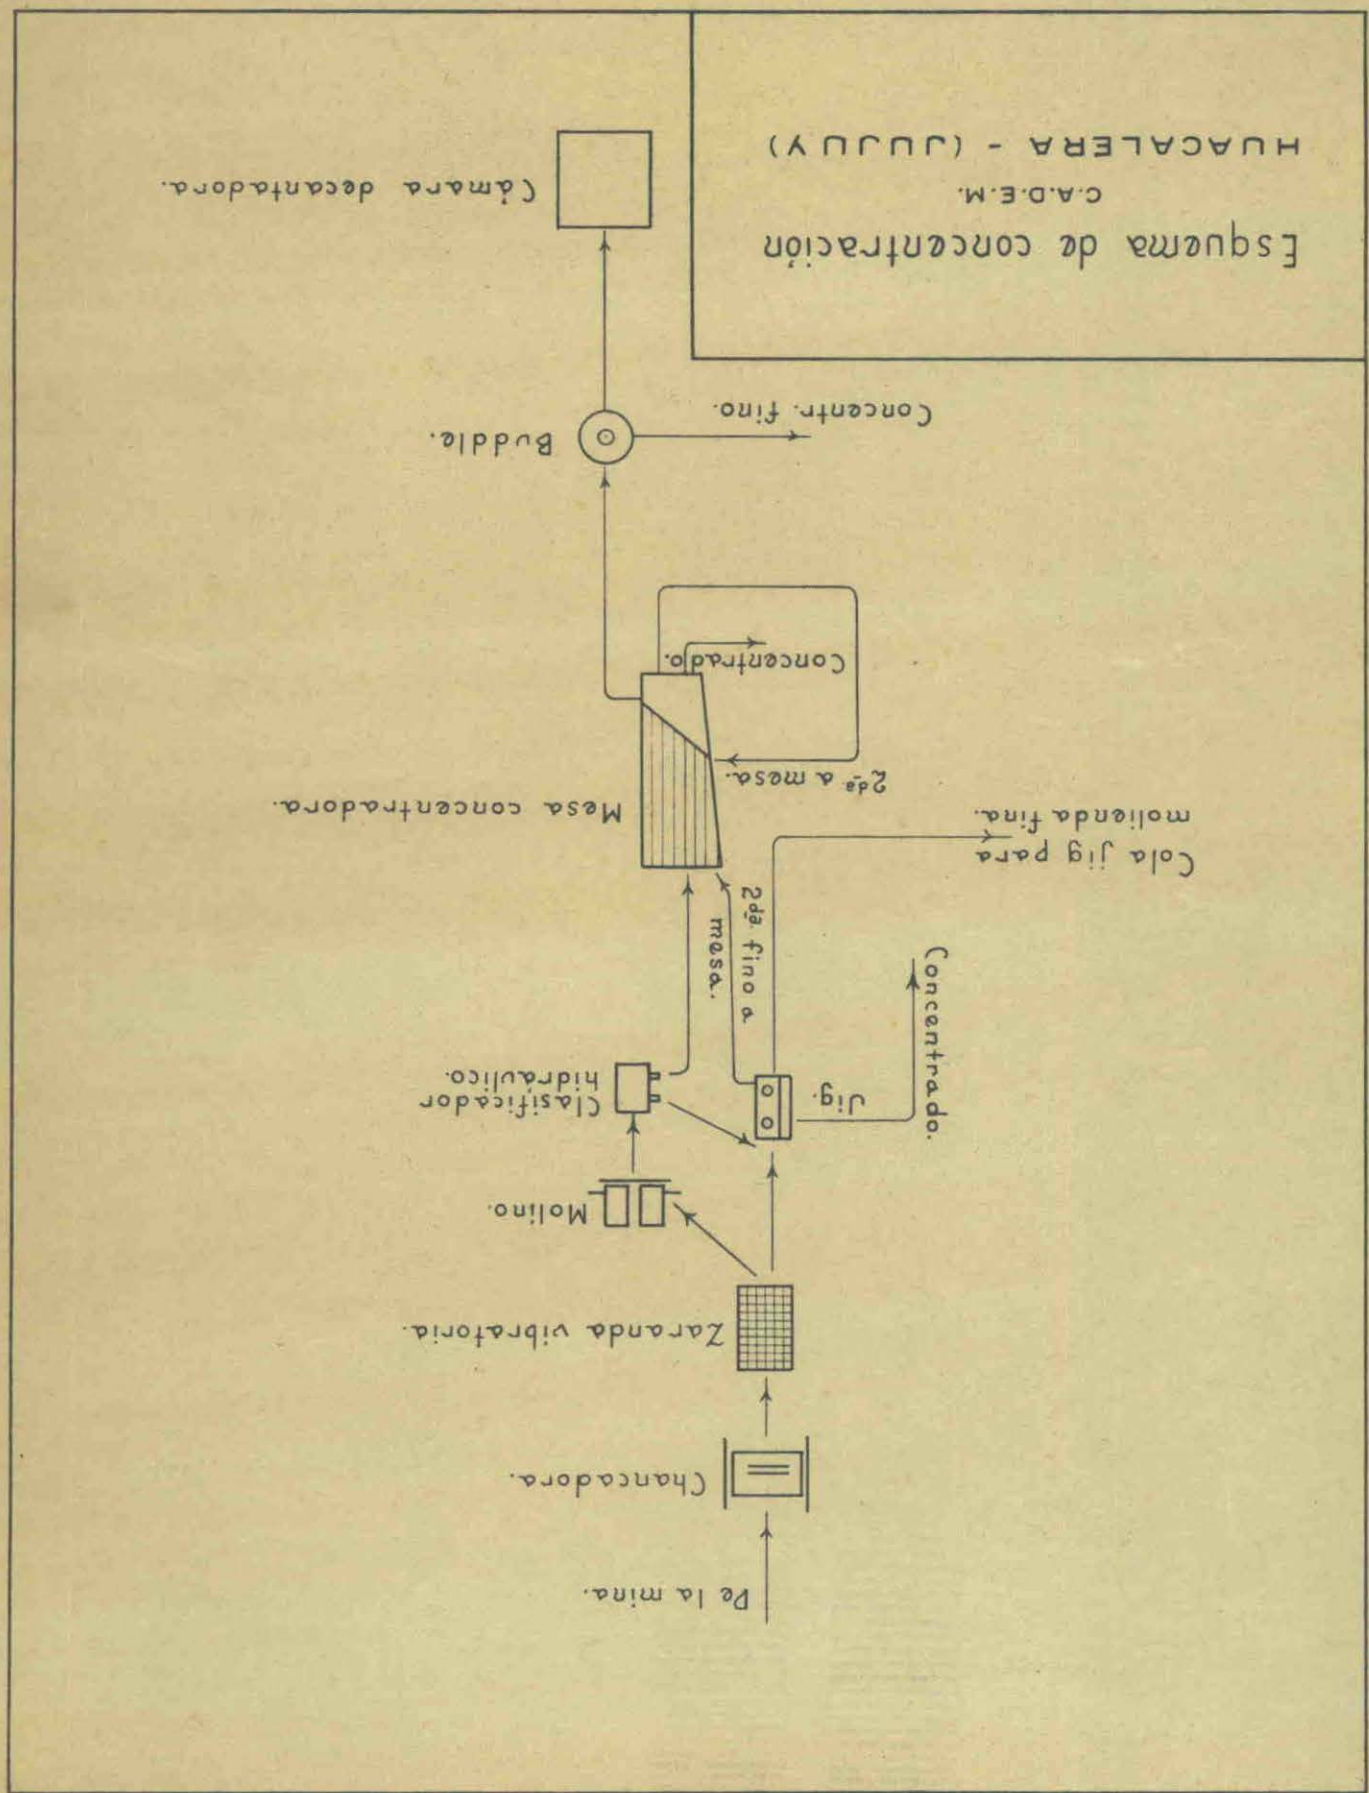 De la mina.
Chancadora.
Zaranda vibratoria.
Molino.
Clasificador
hidráulico.
Jig.
Concentrado.
2da fino a
mesa.
Cola jig para
molienda fina.
Mesa concentradora.
2da a mesa.
Concentrado.
Buddle.
Concentr. fino.
Cámara decantadora.
Esquema de concentración
C.A.D.E.M.
HUACALERA - (JUJUY)